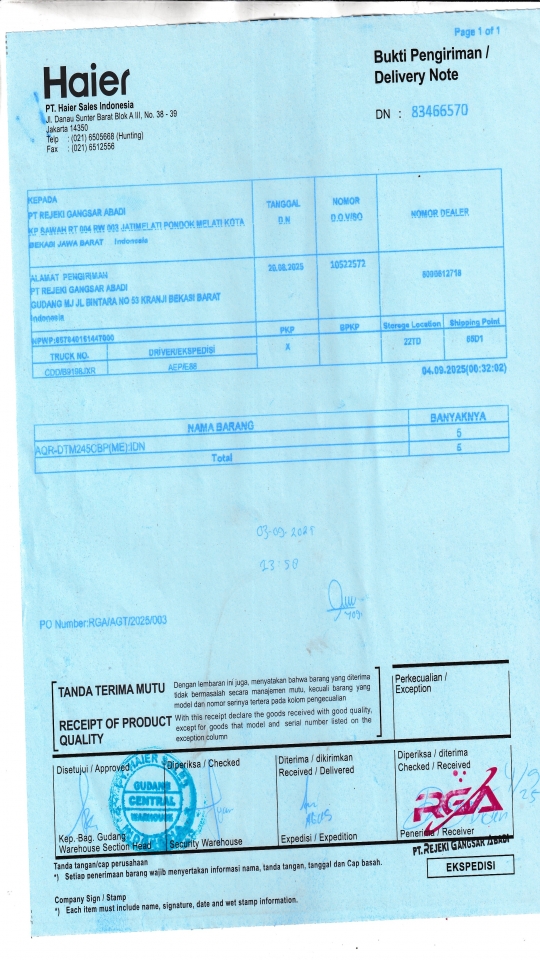 Page 1 of 1
Haier
Bukti Pengiriman /
Delivery Note
PT. Haier Sales Indonesia
Jl. Danau Sunter Barat Blok A III, No. 38 - 39
Jakarta 14350
Telp : (021) 6505668 (Hunting)
Fax : (021) 6512556
DN : 83466570
KEPADA
PT REJEKI GANGSAR ABADI
KP SAWAH RT 004 RW 003 JATIMELATI PONDOK MELATI KOTA
BEKASI JAWA BARAT Indonesia
TANGGAL
D.N
NOMOR
D.O.V/SO
NOMOR DEALER
ALAMAT PENGIRIMAN
PT REJEKI GANGSAR ABADI
GUDANG MJ JL BINTARA NO 53 KRANJI BEKASI BARAT
Indonesia
20.08.2025
10522572
NPWP:
PKP
BPKP
Storage Location
Shipping Point
TRUCK NO.
DRIVER/EKSPEDISI
X
22TD
CDD/B9198JXR
04.09.2025(06:32:02)
NAMA BARANG
BANYAKNYA
AQR-DTM245CBP(ME):IDN
5
Total
5
03-09-2025
23:58
PO Number:RGA/AGT/2025/003
TANDA TERIMA MUTU
Dengan lembaran ini juga, menyatakan bahwa barang yang diterima
tidak bermasalah secara manajemen mutu, kecuali barang yang
model dan nomor serinya tertera pada kolom pengecualian
RECEIPT OF PRODUCT
QUALITY
With this receipt declare the goods received with good quality,
except for goods that model and serial number listed on the
exception column
Perkecualian /
Exception
Disetujui / Approved
Diperiksa / Checked
Diterima / dikirimkan
Received / Delivered
Diperiksa / diterima
Checked / Received
PT. HAIER SALES
GUDANG
CENTRAL
WAREHOUSE
RGA
4/9
25
Kep. Bag. Gudang
Warehouse Section Head
Security Warehouse
Expedisi / Expedition
Penerima / Receiver
PT. REJEKI GANGSAR ABADI
EKSPEDISI
Tanda tangan/cap perusahaan
*) Setiap penerimaan barang wajib menyertakan informasi nama, tanda tangan, tanggal dan Cap basah.
Company Sign / Stamp
*) Each item must include name, signature, date and wet stamp information.